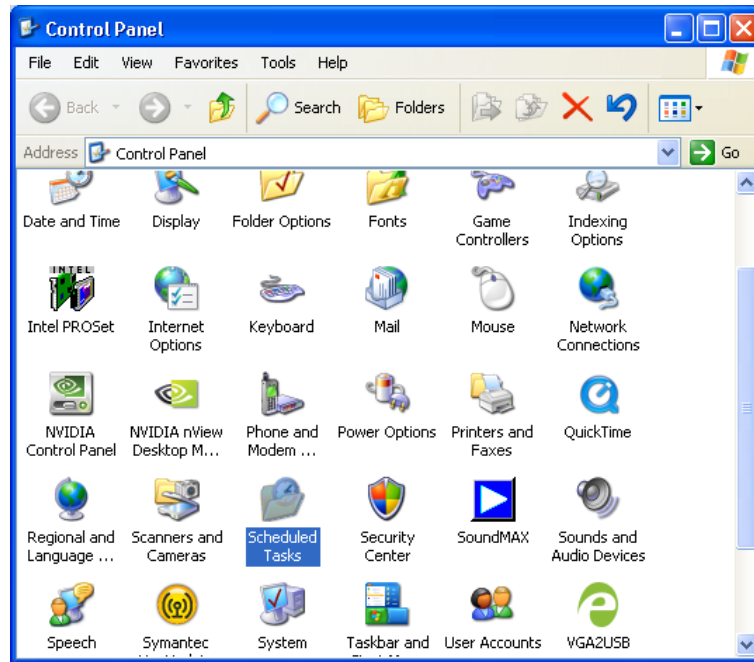 Control Panel
File Edit View Favorites Tools Help
Back Search Folders
Address Control Panel Go
Date and Time Display Folder Options Fonts Game Controllers Indexing Options
INTEL
Intel PROSet Internet Options Keyboard Mail Mouse Network Connections
NVIDIA Control Panel NVIDIA nView Desktop M... Phone and Modem ... Power Options Printers and Faxes QuickTime
Regional and Language ... Scanners and Cameras Scheduled Tasks Security Center SoundMAX Sounds and Audio Devices
Speech Symantec System Taskbar and User Accounts VGA2USB